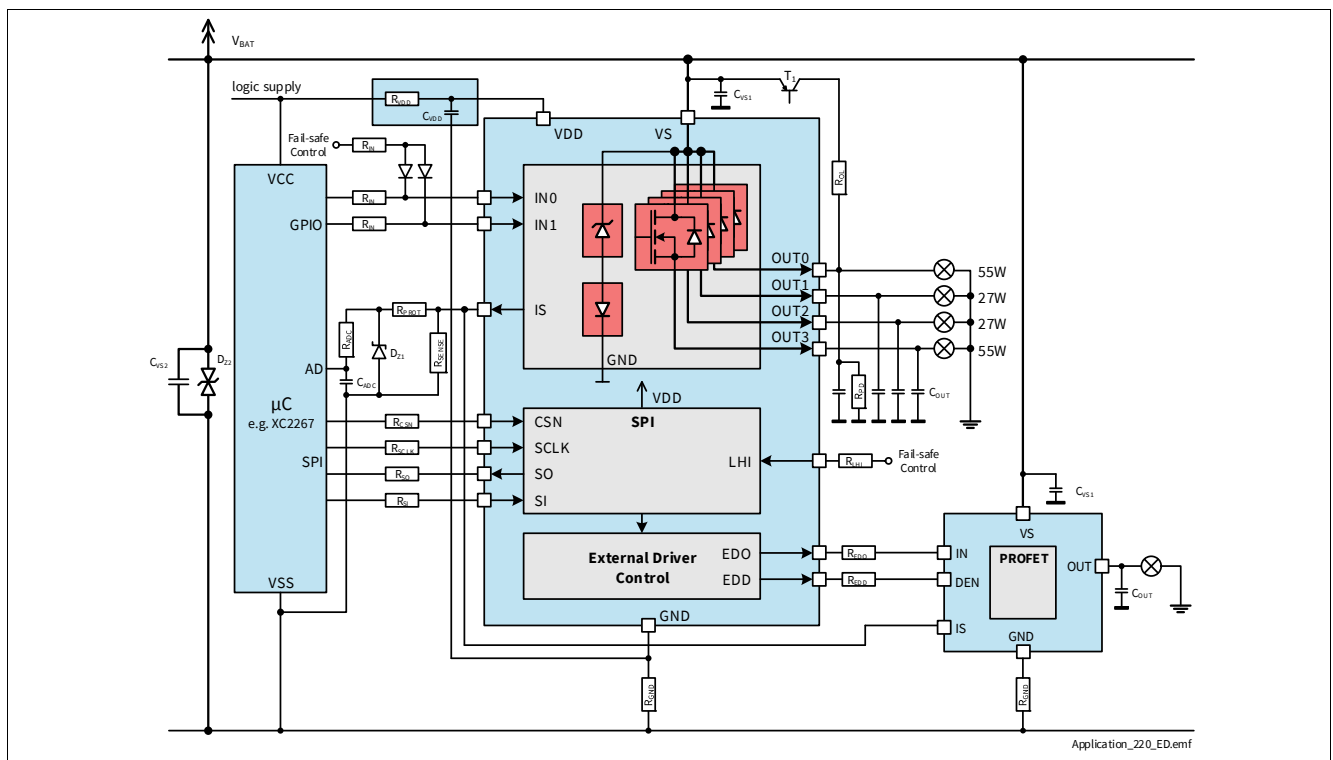 VBAT
T1
logic supply
RVDD
CVS1
CVDD
VDD
VS
Fail-safe
Control
RIN
ROL
VCC
RIN
IN0
GPIO
RIN
IN1
OUT0
55W
OUT1
27W
RPROT
IS
OUT2
27W
RADC
RSENSE
OUT3
55W
CVS2
DZ2
DZ1
GND
AD
CADC
RPD
COUT
VDD
µC
e.g. XC2267
SPI
RCSN
CSN
RSCLK
SCLK
LHI
RLHI
Fail-safe
Control
SPI
RSO
SO
RSI
SI
CVS1
VS
External Driver
Control
EDO
REDO
IN
PROFET
OUT
EDD
REDD
DEN
COUT
VSS
GND
IS
GND
RGND
RGND
Application_220_ED.emf